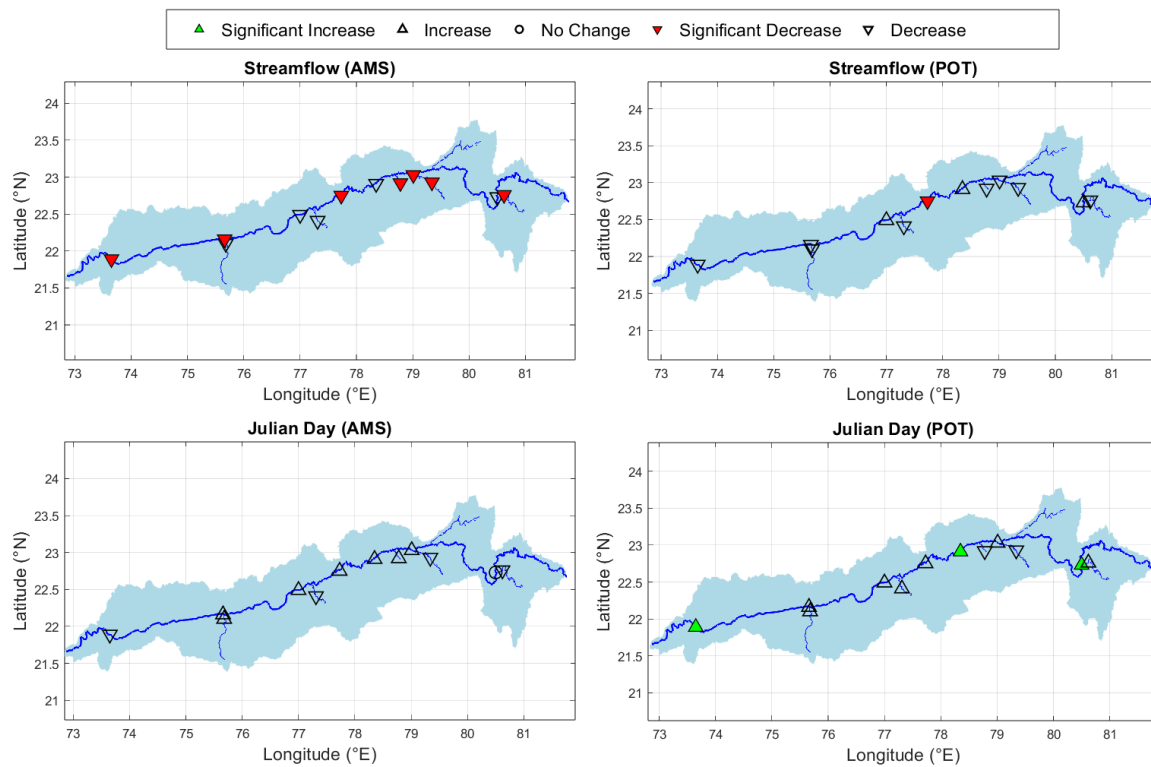 Significant Increase Increase No Change Significant Decrease Decrease
Streamflow (AMS)
24
23.5
23
22.5
22
21.5
21
Latitude (° N)
73 74 75 76 77 78 79 80 81
Longitude (°E)
Streamflow (POT)
24
23.5
23
22.5
22
21.5
21
Latitude (° N)
73 74 75 76 77 78 79 80 81
Longitude (°E)
Julian Day (AMS)
24
23.5
23
22.5
22
21.5
21
Latitude (° N)
73 74 75 76 77 78 79 80 81
Longitude (°E)
Julian Day (POT)
24
23.5
23
22.5
22
21.5
21
Latitude (° N)
73 74 75 76 77 78 79 80 81
Longitude (°E)